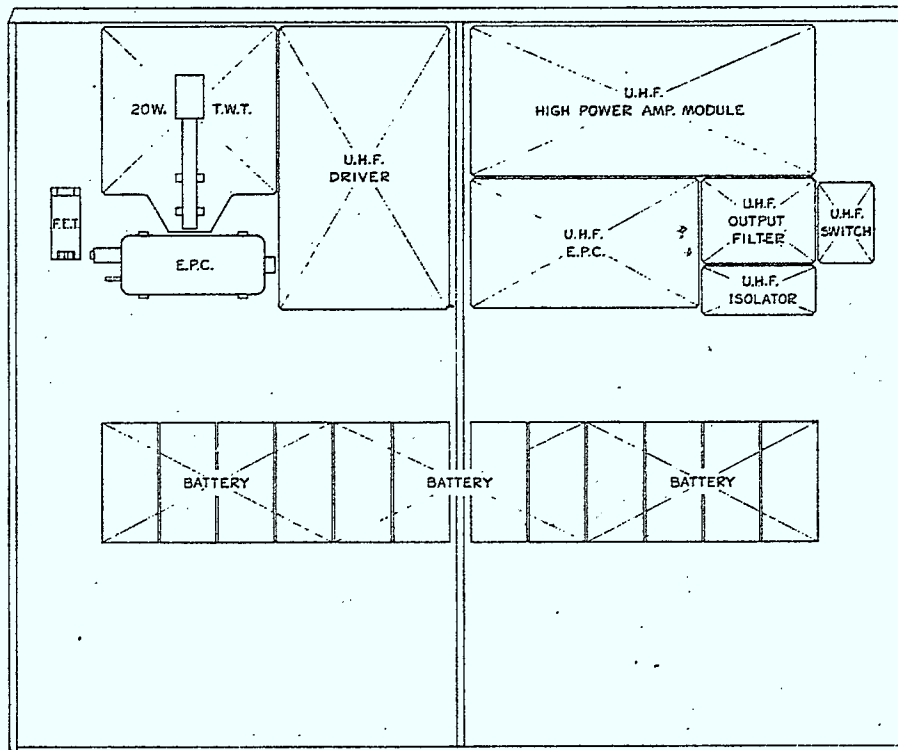 20W. T.W.T.
F.E.T.
E.P.C.
U.H.F.
DRIVER
U.H.F.
HIGH POWER AMP. MODULE
U.H.F.
E.P.C.
U.H.F.
OUTPUT
FILTER
U.H.F.
SWITCH
U.H.F.
ISOLATOR
BATTERY
BATTERY
BATTERY